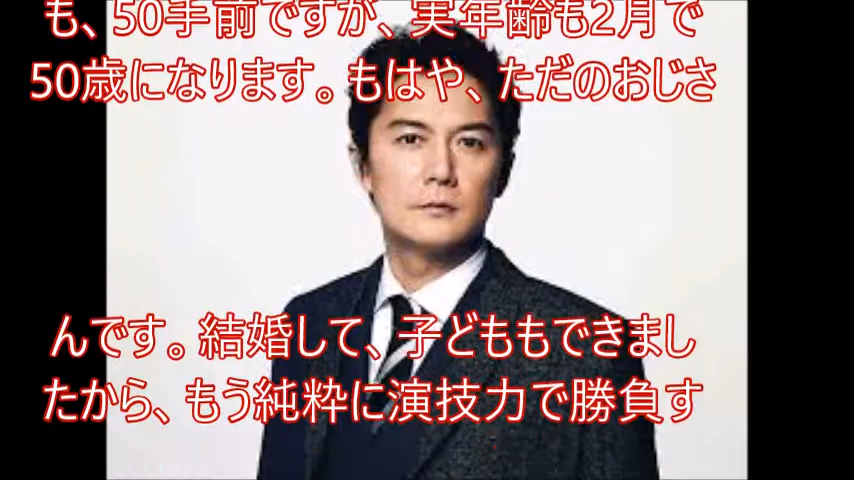 も、50手前ですが、実年齢も2月で
50歳になります。もはや、ただのおじさ
んです。結婚して、子どももできまし
たから、もう純粋に演技力で勝負す